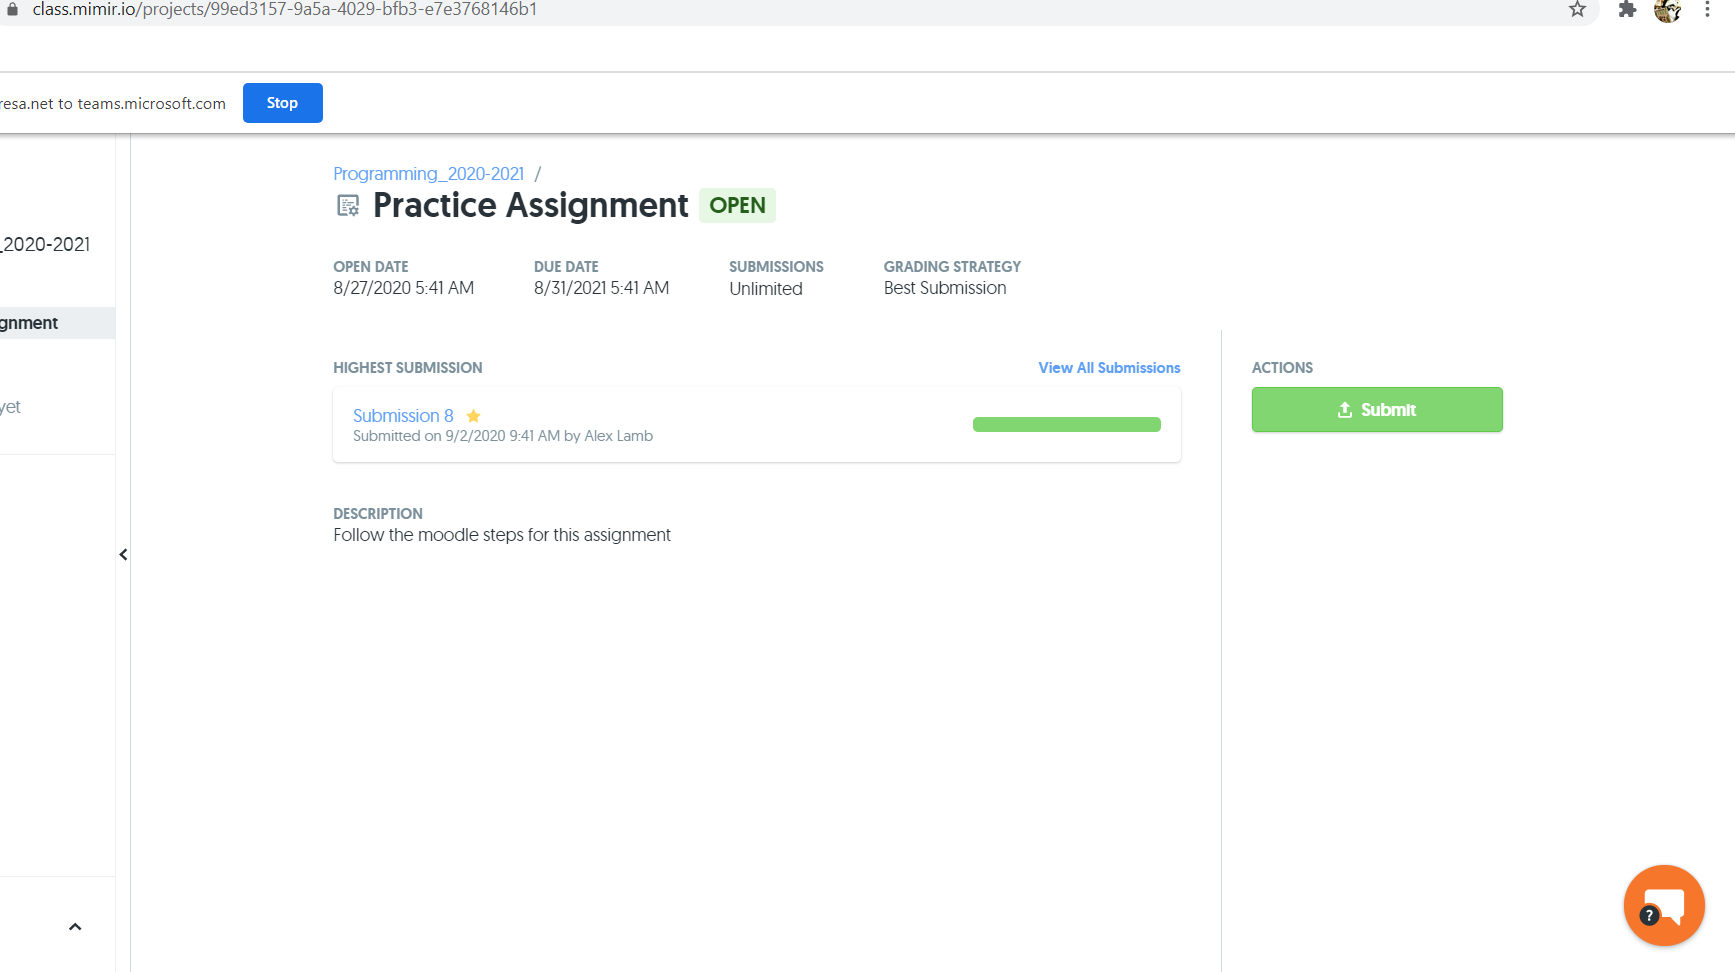 class.mimir.io/projects/99ed3157-9a5a-4029-bfb3-e7e3768146b1
resa.net to teams.microsoft.com
Stop
_2020-2021
gnment
yet
Programming_2020-2021 /
Practice Assignment OPEN
OPEN DATE
8/27/2020 5:41 AM
DUE DATE
8/31/2021 5:41 AM
SUBMISSIONS
Unlimited
GRADING STRATEGY
Best Submission
HIGHEST SUBMISSION
View All Submissions
Submission 8
Submitted on 9/2/2020 9:41 AM by Alex Lamb
DESCRIPTION
Follow the moodle steps for this assignment
ACTIONS
Submit
?